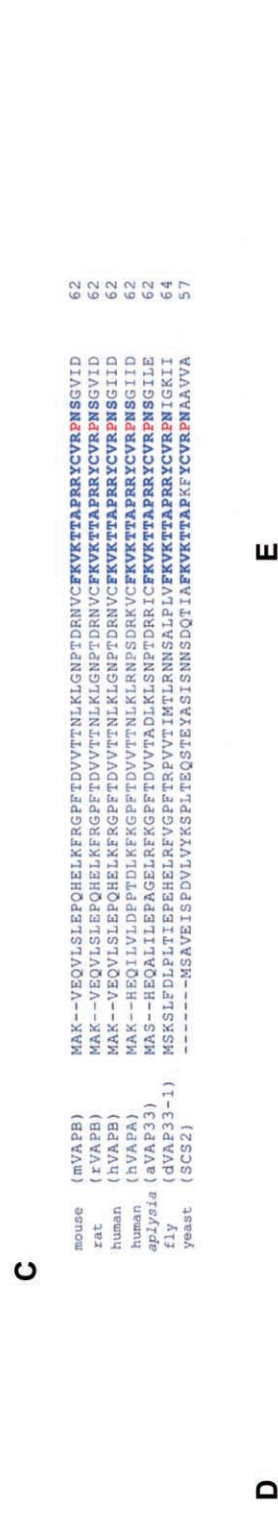 C
mouse (mVAPB) MAK--VEQVLSLEPQHELKFRGPFTDVVTTNLKLGNPTDRNVCFKVKTTAPRRYCVRPNSGVID 62
rat (rVAPB) MAK--VEQVLSLEPQHELKFRGPFTDVVTTNLKLGNPTDRNVCFKVKTTAPRRYCVRPNSGVID 62
human (hVAPB) MAK--VEQVLSLEPQHELKFRGPFTDVVTTNLKLGNPTDRNVCFKVKTTAPRRYCVRPNSGIID 62
human (hVAPA) MAK--HEQILVLDPPTDLKFKGPFTDVVTTNLKLRNPSDRKVCFKVKTTAPRRYCVRPNSGIID 62
aplysia (aVAP33) MAS--HEQALILEPAGELRFKGPFTDVVTADLKLSNPTDRRICFKVKTTAPRRYCVRPNSGILE 62
fly (dVAP33-1) MSKSLFDLPLTIEPEHELRFVGPFTRPVVTIMTLRNNSALPLVFKVKTTAPRRYCVRPNIGKII 64
yeast (SCS2) -------MSAVEISPDVLVYKSPLTEQSTEYASISNNSDQTIAFKVKTTAPKFYCVRPNAAVVA 57
D E